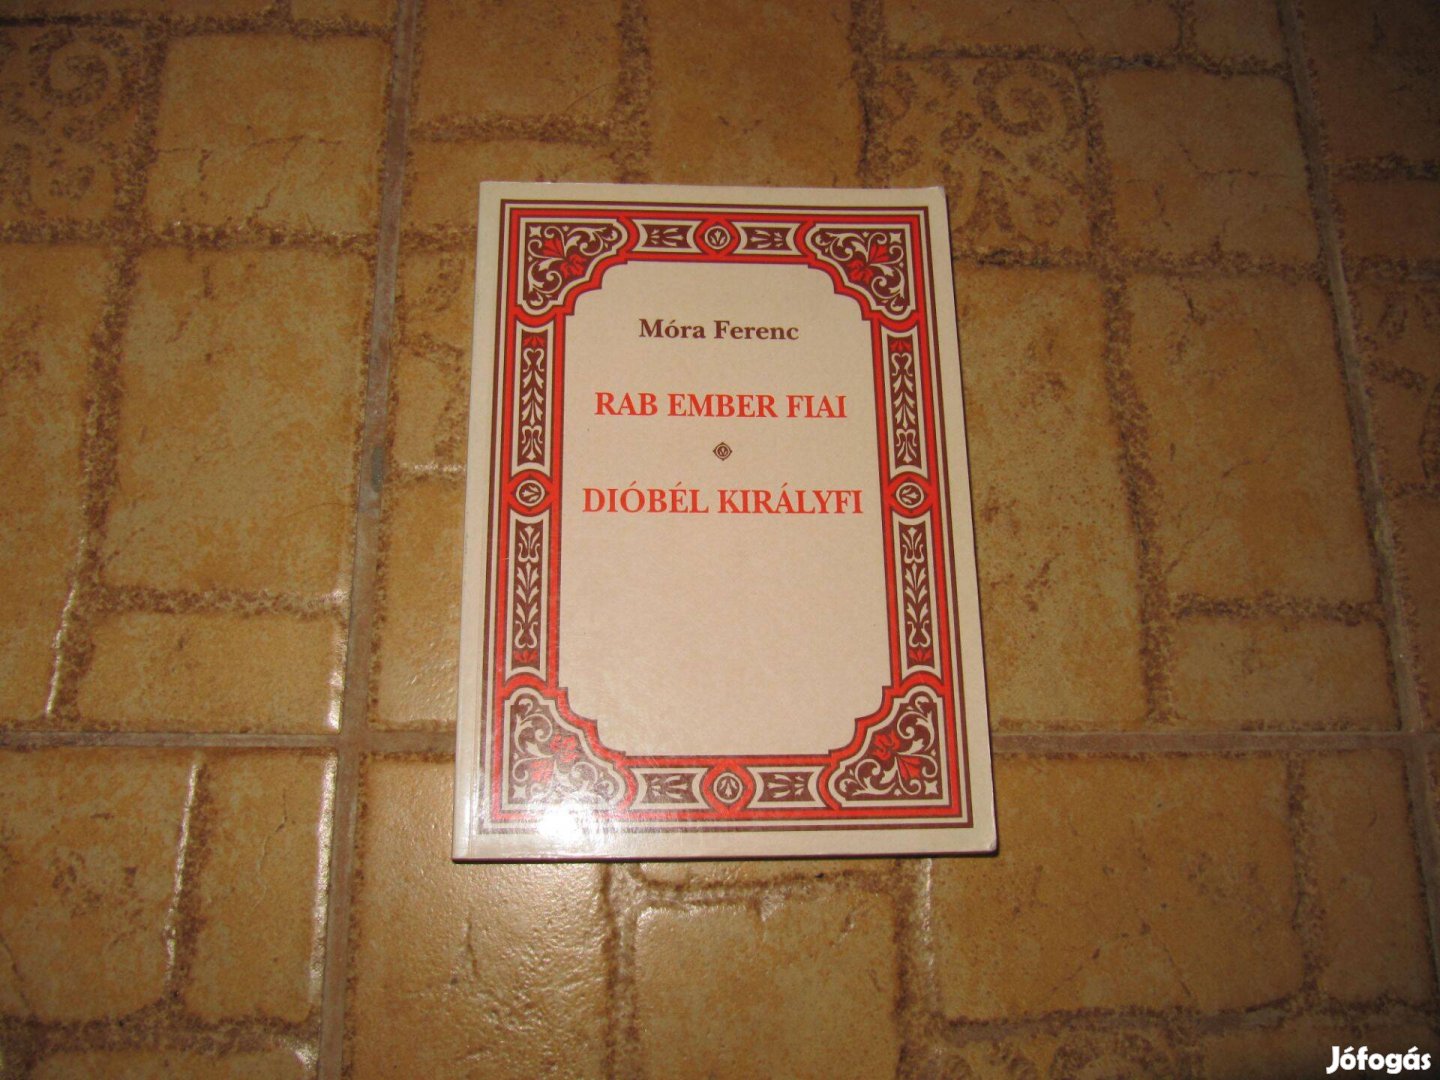 Móra Ferenc
RAB EMBER FIAI
DIÓBÉL KIRÁLYFI
Jófogás